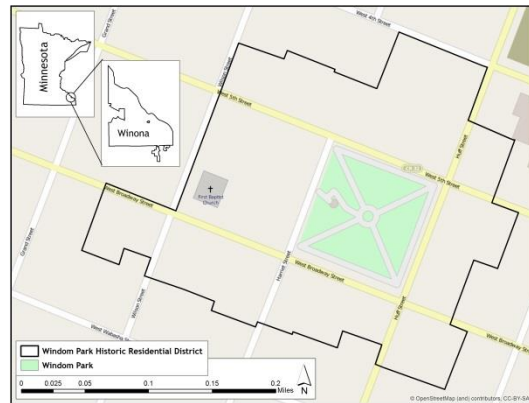 Minnesota
Winona
Grand Street
West 4th Street
Wilson Street
West 5th Street
Huff Street
West 5th Street
First Baptist
Church
West Broadway Street
Grand Street
Harriet Street
West Broadway Street
Wilson Street
Huff Street
West Broadway Street
West Wabasha Street
Windom Park Historic Residential District
Windom Park
0 0.025 0.05 0.1 0.15 0.2
Miles
N
© OpenStreetMap (and) contributors, CC-BY-SA